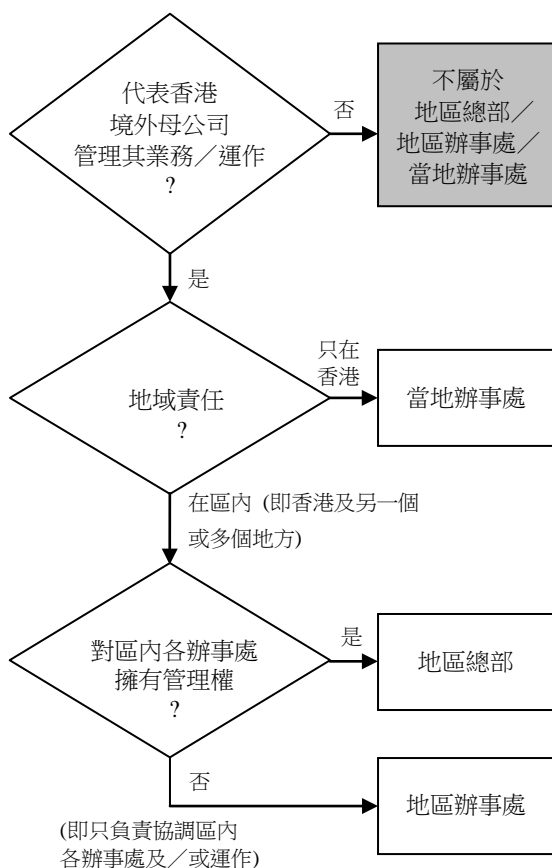 代表香港
境外母公司
管理其業務／運作
?
否
不屬於
地區總部／
地區辦事處／
當地辦事處
是
地域責任
?
只在
香港
當地辦事處
在區內 (即香港及另一個
或多個地方)
對區內各辦事處
擁有管理權
?
是
地區總部
否
(即只負責協調區內
各辦事處及／或運作)
地區辦事處